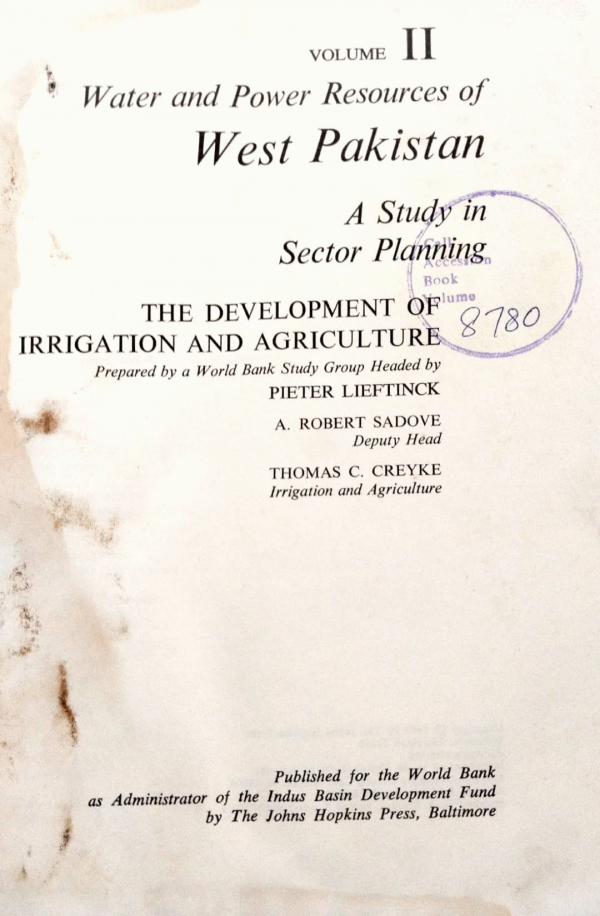 VOLUME II
Water and Power Resources of
West Pakistan
A Study in
Sector Planning
Call
Accession
Book
Volume
8780
THE DEVELOPMENT OF
IRRIGATION AND AGRICULTURE
Prepared by a World Bank Study Group Headed by
PIETER LIEFTINCK
A. ROBERT SADOVE
Deputy Head
THOMAS C. CREYKE
Irrigation and Agriculture
Published for the World Bank
as Administrator of the Indus Basin Development Fund
by The Johns Hopkins Press, Baltimore